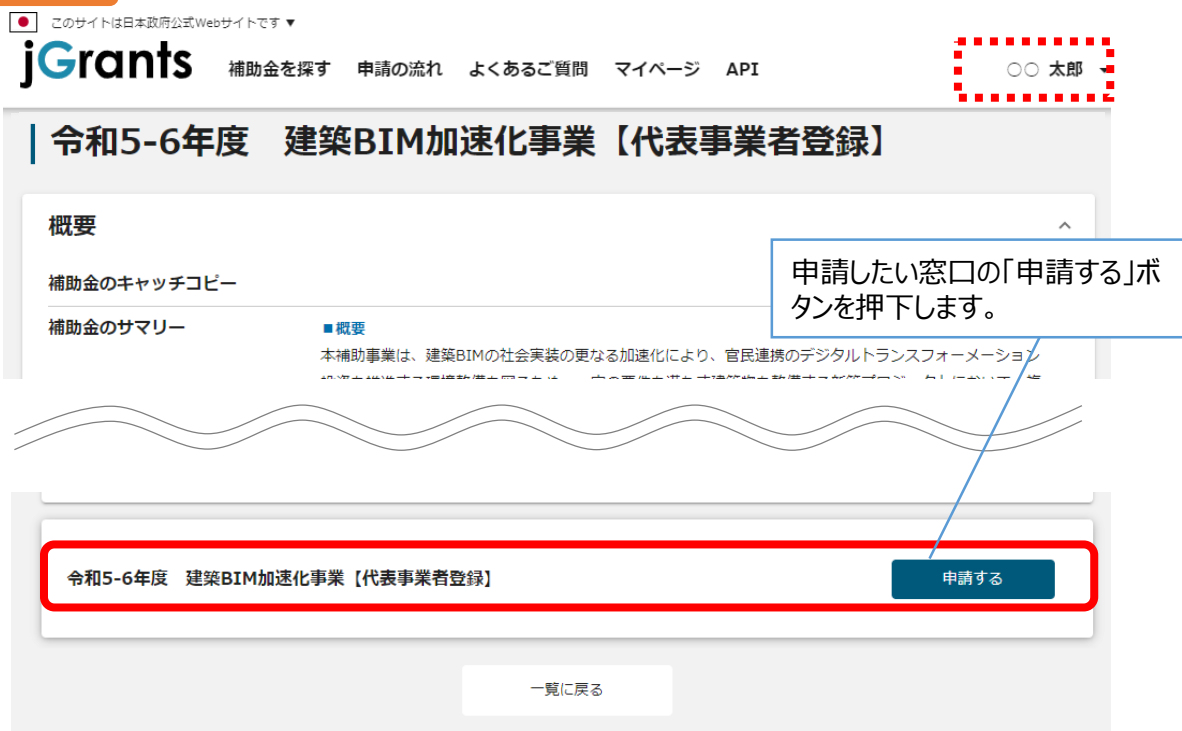 このサイトは日本政府公式Webサイトです ▼
jGrants 補助金を探す 申請の流れ よくあるご質問 マイページ API ○○ 太郎
令和5-6年度 建築BIM加速化事業【代表事業者登録】
概要
申請したい窓口の「申請する」ボ
タンを押下します。
補助金のキャッチコピー
補助金のサマリー ■概要
本補助事業は、建築BIMの社会実装の更なる加速化により、官民連携のデジタルトランスフォーメーション
令和5-6年度 建築BIM加速化事業【代表事業者登録】 申請する
一覧に戻る